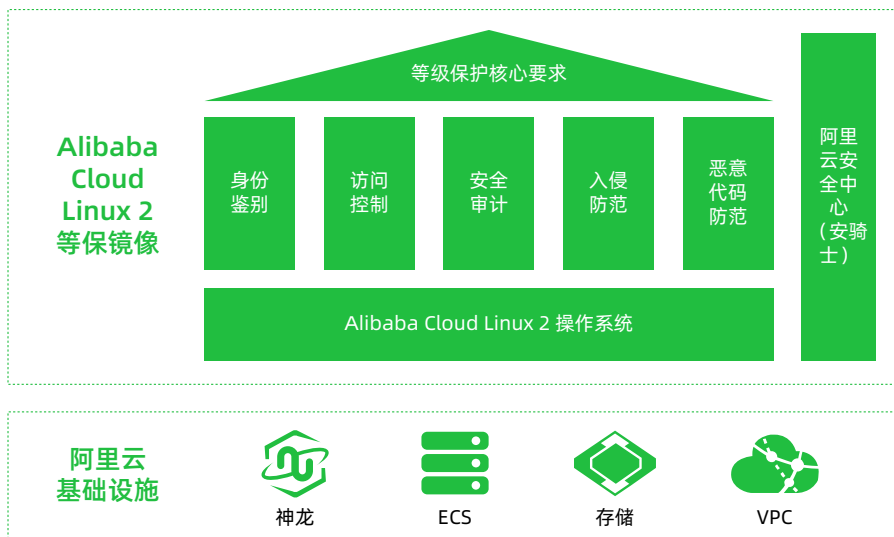 Alibaba
Cloud
Linux 2
等保镜像
等级保护核心要求
身份
鉴别
访问
控制
安全
审计
入侵
防范
恶意
代码
防范
Alibaba Cloud Linux 2 操作系统
阿里
云安
全中
心
（安骑
士）
阿里云
基础设施
神龙
ECS
存储
VPC